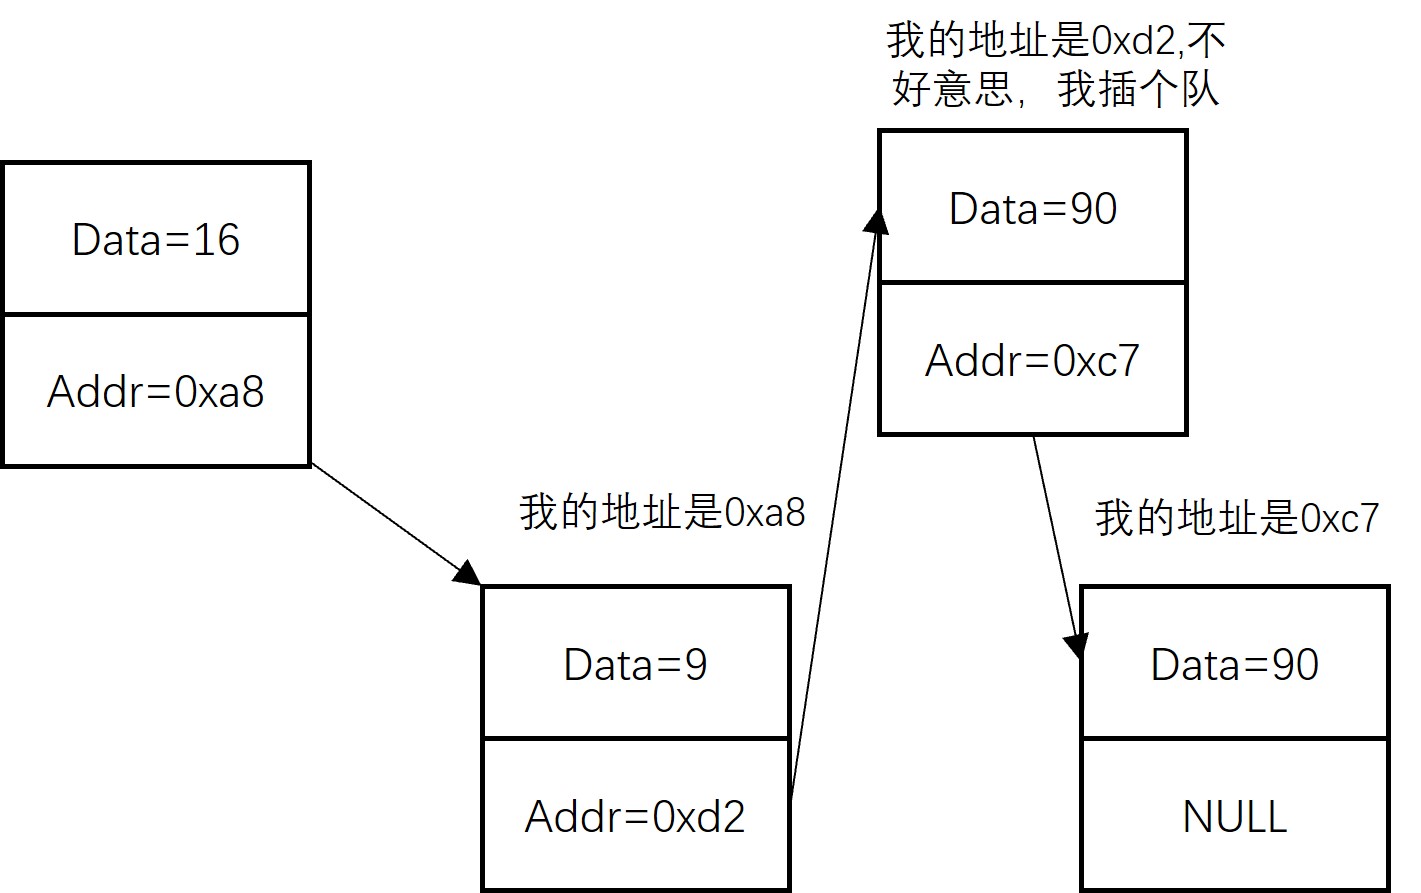 我的地址是0xd2,不
好意思，我插个队
Data=16
Addr=0xa8
Data=90
Addr=0xc7
我的地址是0xa8
Data=9
Addr=0xd2
我的地址是0xc7
Data=90
NULL